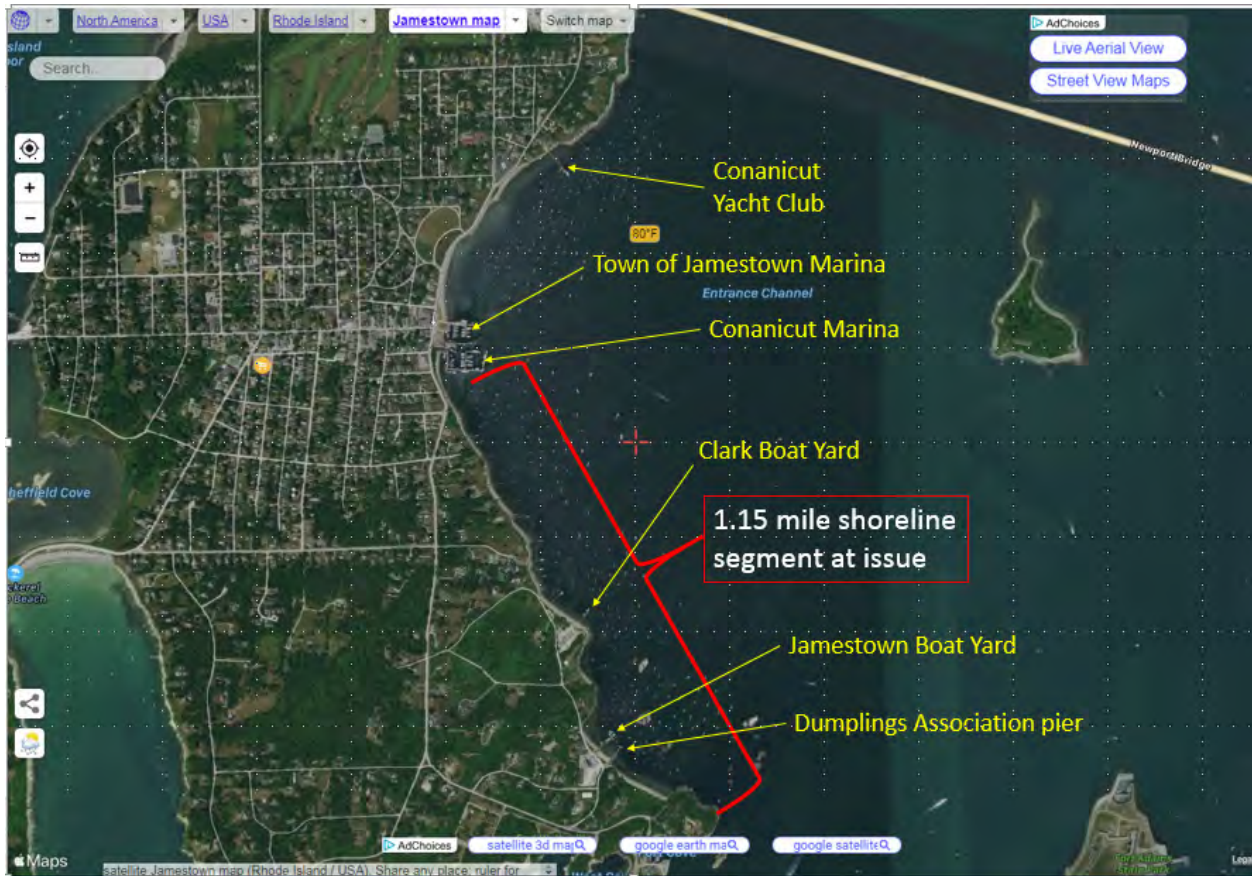 North America
USA
Rhode Island
Jamestown map
Switch map
AdChoices
Live Aerial View
Street View Maps
Search...
Newport Bridge
Conanicut
Yacht Club
80°F
Town of Jamestown Marina
Entrance Channel
Conanicut Marina
Clark Boat Yard
heffield Cove
1.15 mile shoreline
segment at issue
Jamestown Boat Yard
Dumplings Association pier
AdChoices
satellite 3d map
google earth ma
google satellite
Maps
satellite Jamestown map (Rhode Island / USA). Share any place, ruler for